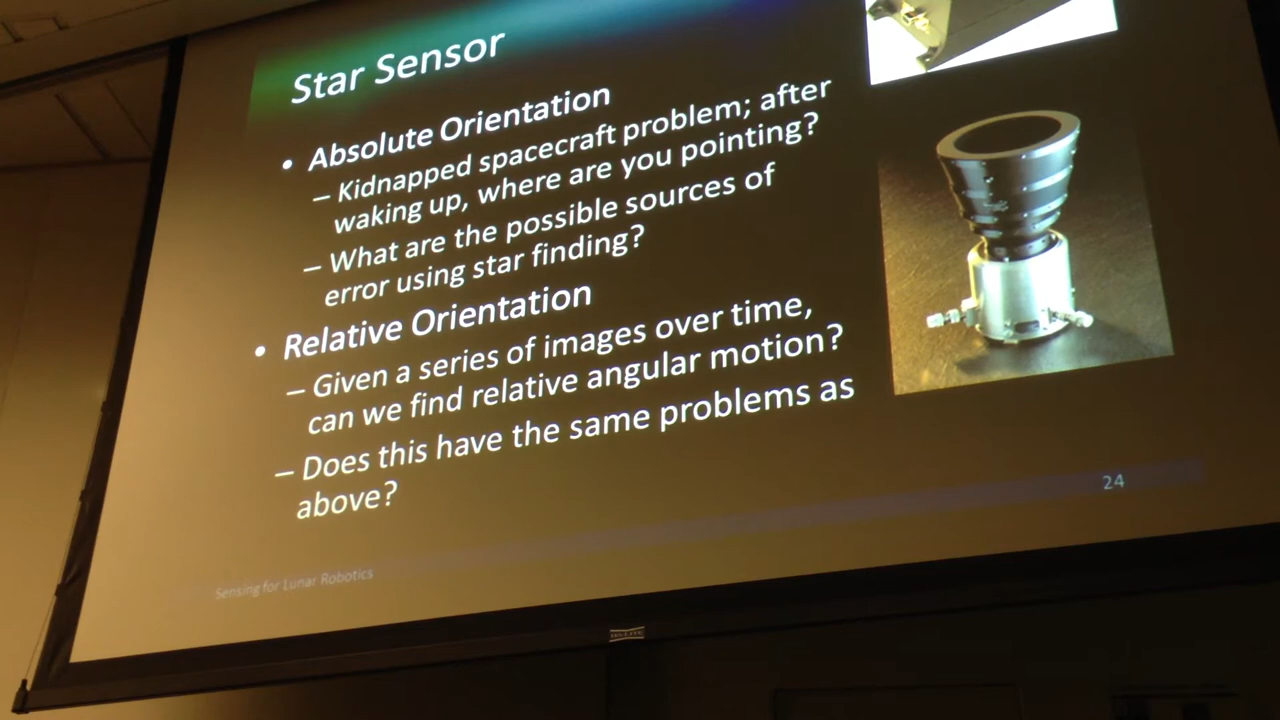 Star Sensor
• Absolute Orientation
– Kidnapped spacecraft problem; after
waking up, where are you pointing?
– What are the possible sources of
error using star finding?
• Relative Orientation
– Given a series of images over time,
can we find relative angular motion?
– Does this have the same problems as
above?
24
Sensing for Lunar Robotics
DA-LITE